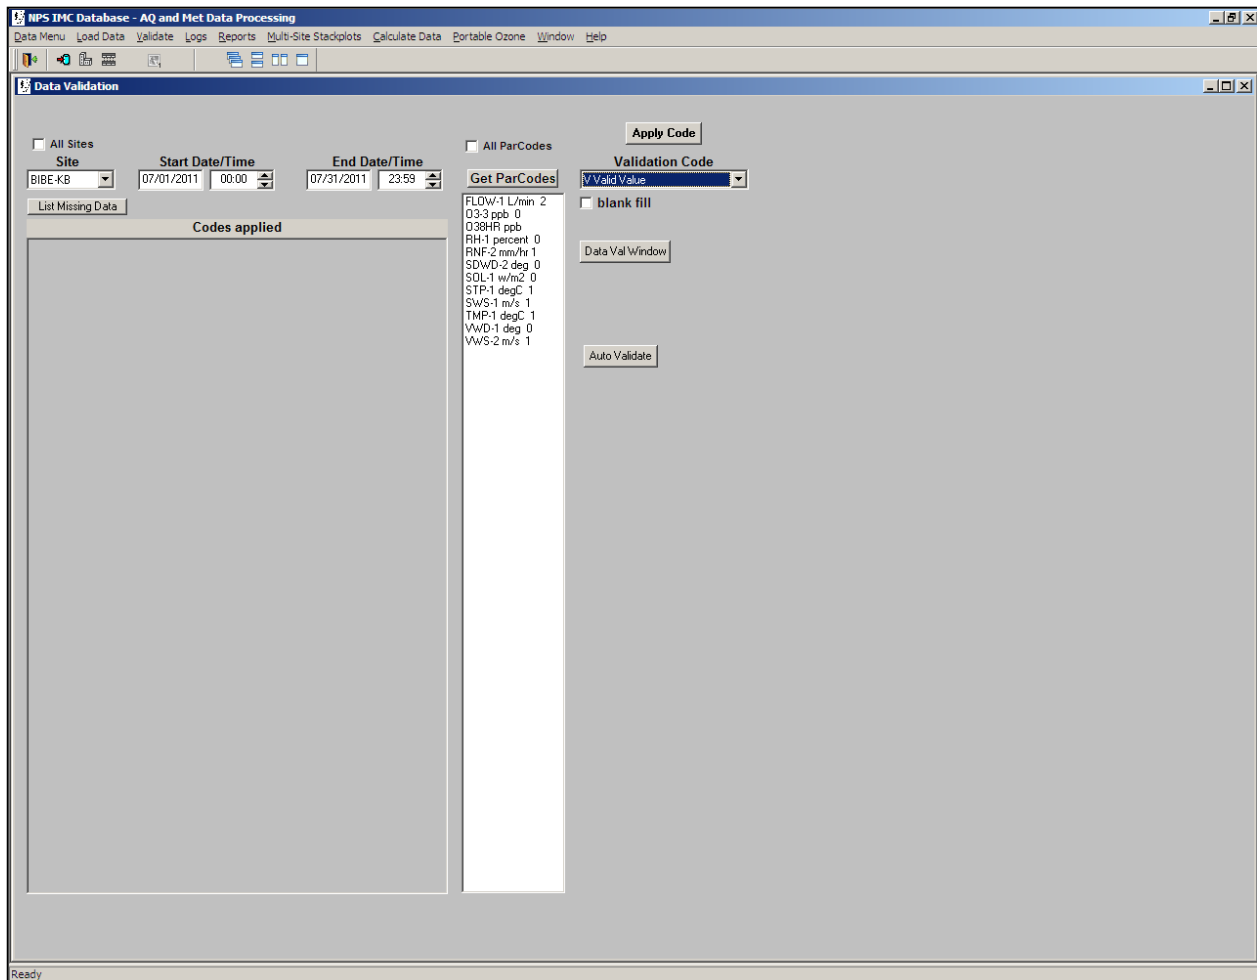 NPS IMC Database - AQ and Met Data Processing
Data Menu Load Data Validate Logs Reports Multi-Site Stackplots Calculate Data Portable Ozone Window Help
Data Validation
All Sites
Site Start Date/Time End Date/Time
BIBE-KB 07/01/2011 00:00 07/31/2011 23:59
List Missing Data
Codes applied
All ParCodes
Get ParCodes
FLOW-1 L/min 2
O3-3 ppb 0
O38HR ppb
RH-1 percent 0
RNF-2 mm/hr 1
SDWD-2 deg 0
SOL-1 w/m2 0
STP-1 degC 1
SWS-1 m/s 1
TMP-1 degC 1
VWD-1 deg 0
VWS-2 m/s 1
Apply Code
Validation Code
V Valid Value
blank fill
Data Val Window
Auto Validate
Ready